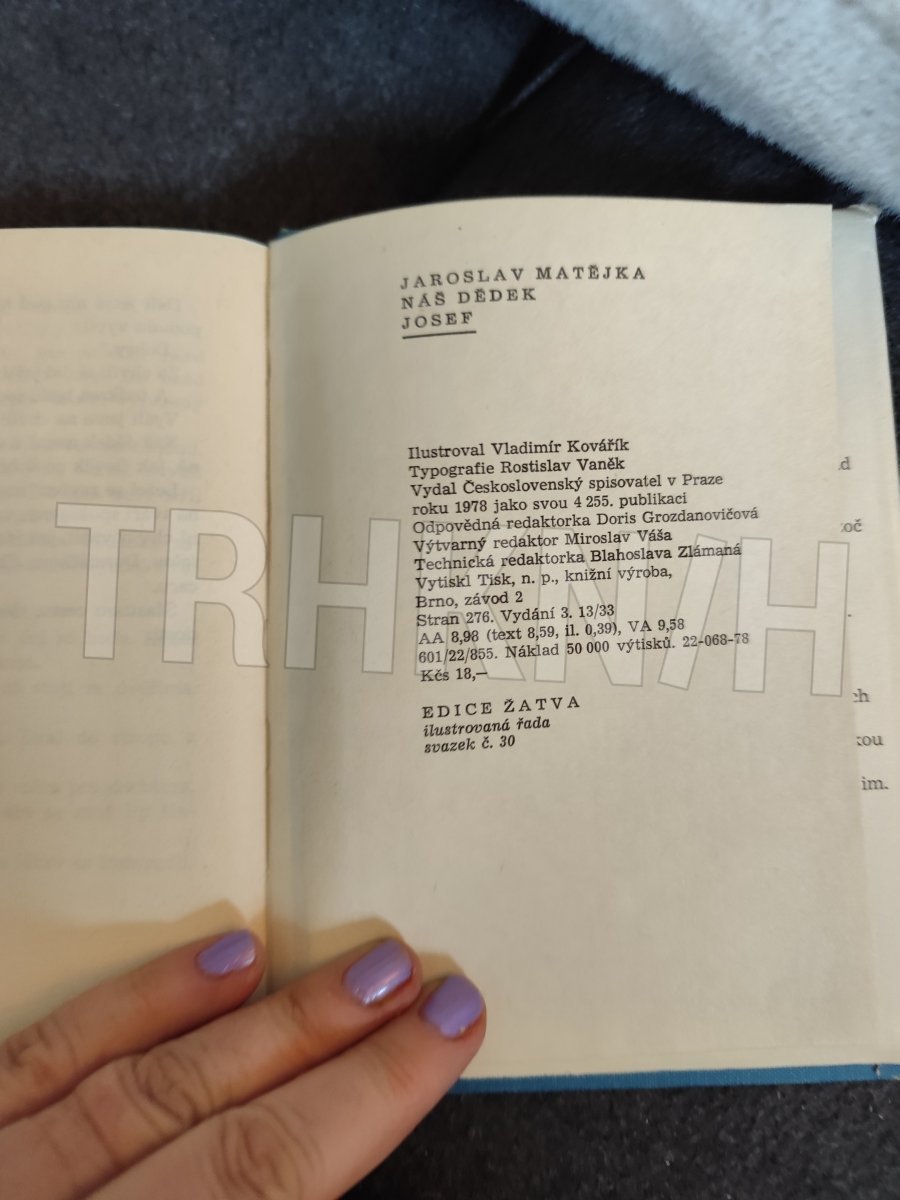 JAROSLAV MATĚJKA
NÁŠ DĚDEK
JOSEF
Ilustroval Vladimír Kovářík
Typografie Rostislav Vaněk
Vydal Československý spisovatel v Praze
roku 1978 jako svou 4 255. publikaci
Odpovědná redaktorka Doris Grozdanovičová
Výtvarný redaktor Miroslav Váša
Technická redaktorka Blahoslava Zlámaná
Vytiskl Tisk, n. p., knižní výroba,
Brno, závod 2
Stran 276. Vydání 3. 13/33
AA 8,98 (text 8,59, il. 0,39), VA 9,58
601/22/855. Náklad 50 000 výtisků. 22-068-78
Kčs 18,—
EDICE ŽATVA
ilustrovaná řada
svazek č. 30
TRHKNIH